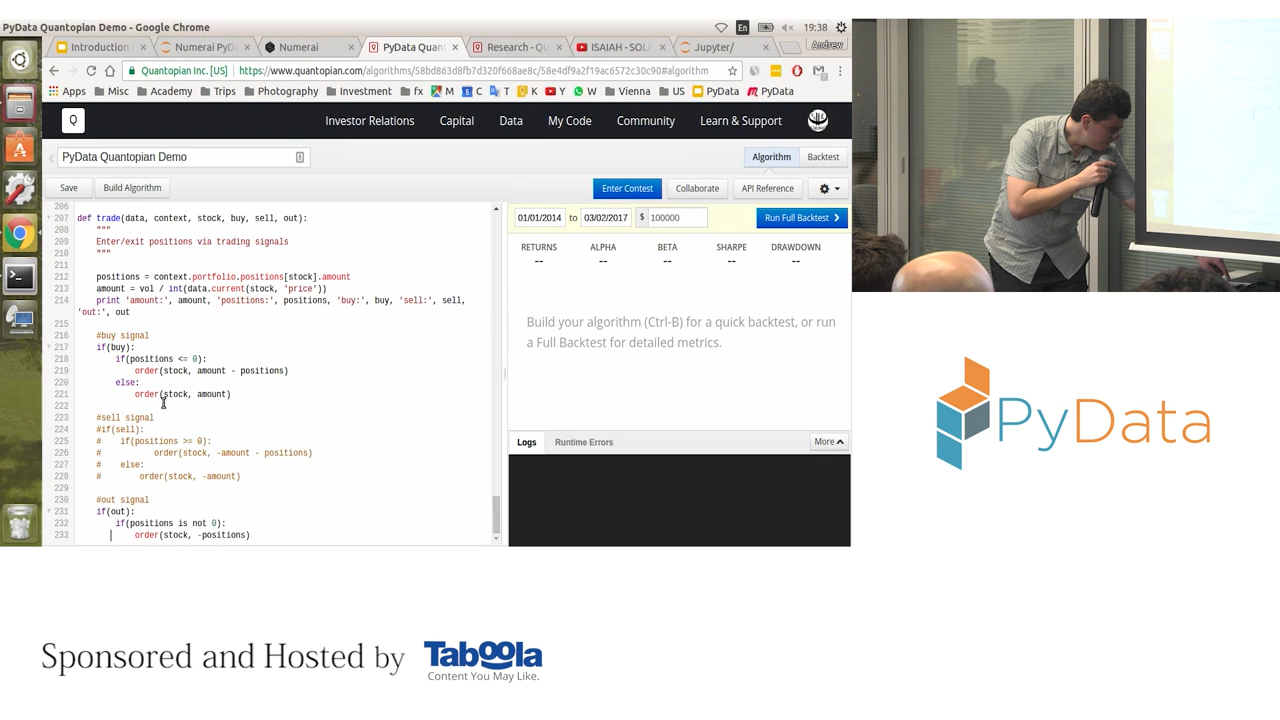 PyData Quantopian Demo - Google Chrome
En
19:38
Introduction
Numerai PyD
Numerai
PyData Quan
Research - Qu
ISAIAH - SOL
Jupyter/
Andrew
Quantopian Inc. [US]
https://www.quantopian.com/algorithms/58bd863d8fb7d320f668ae8c/58e4df9a2f19ac6572c30c90#algorithm
Apps
Misc
Academy
Trips
Photography
Investment
fx
M
C
T
K
Y
W
Vienna
US
PyData
PyData
Q
Investor Relations
Capital
Data
My Code
Community
Learn & Support
PyData Quantopian Demo
Algorithm
Backtest
Save
Build Algorithm
Enter Contest
Collaborate
API Reference
206
207 def trade(data, context, stock, buy, sell, out):
208 """
209 Enter/exit positions via trading signals
210 """
211
212 positions = context.portfolio.positions[stock].amount
213 amount = vol / int(data.current(stock, 'price'))
214 print 'amount:', amount, 'positions:', positions, 'buy:', buy, 'sell:', sell,
'out:', out
215
216 #buy signal
217 if(buy):
218 if(positions <= 0):
219 order(stock, amount - positions)
220 else:
221 order(stock, amount)
222
223 #sell signal
224 #if(sell):
225 # if(positions >= 0):
226 # order(stock, -amount - positions)
227 # else:
228 # order(stock, -amount)
229
230 #out signal
231 if(out):
232 if(positions is not 0):
233 order(stock, -positions)
01/01/2014 to 03/02/2017 $ 100000
Run Full Backtest
RETURNS
ALPHA
BETA
SHARPE
DRAWDOWN
-- -- -- -- --
Build your algorithm (Ctrl-B) for a quick backtest, or run
a Full Backtest for detailed metrics.
Logs
Runtime Errors
More
PyData
Sponsored and Hosted by
Taboola
Content You May Like.